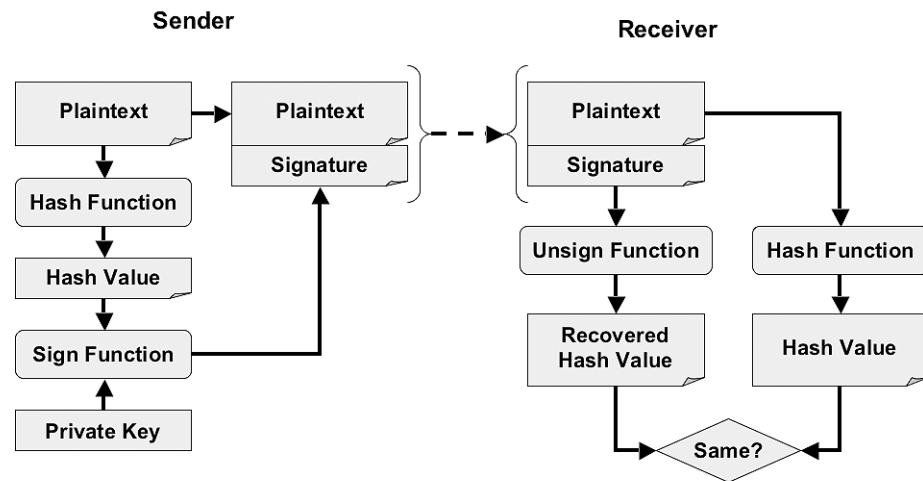 Sender
Receiver
Plaintext
Plaintext
Signature
Hash Function
Hash Value
Sign Function
Private Key
Plaintext
Signature
Unsign Function
Hash Function
Recovered
Hash Value
Hash Value
Same?